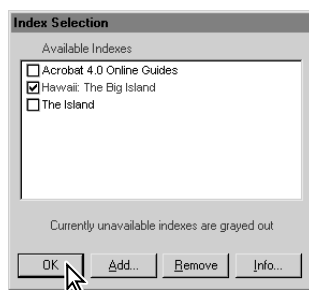 Index Selection
Available Indexes
Acrobat 4.0 Online Guides
Hawaii: The Big Island
The Island
Currently unavailable indexes are grayed out
OK Add... Remove Info...